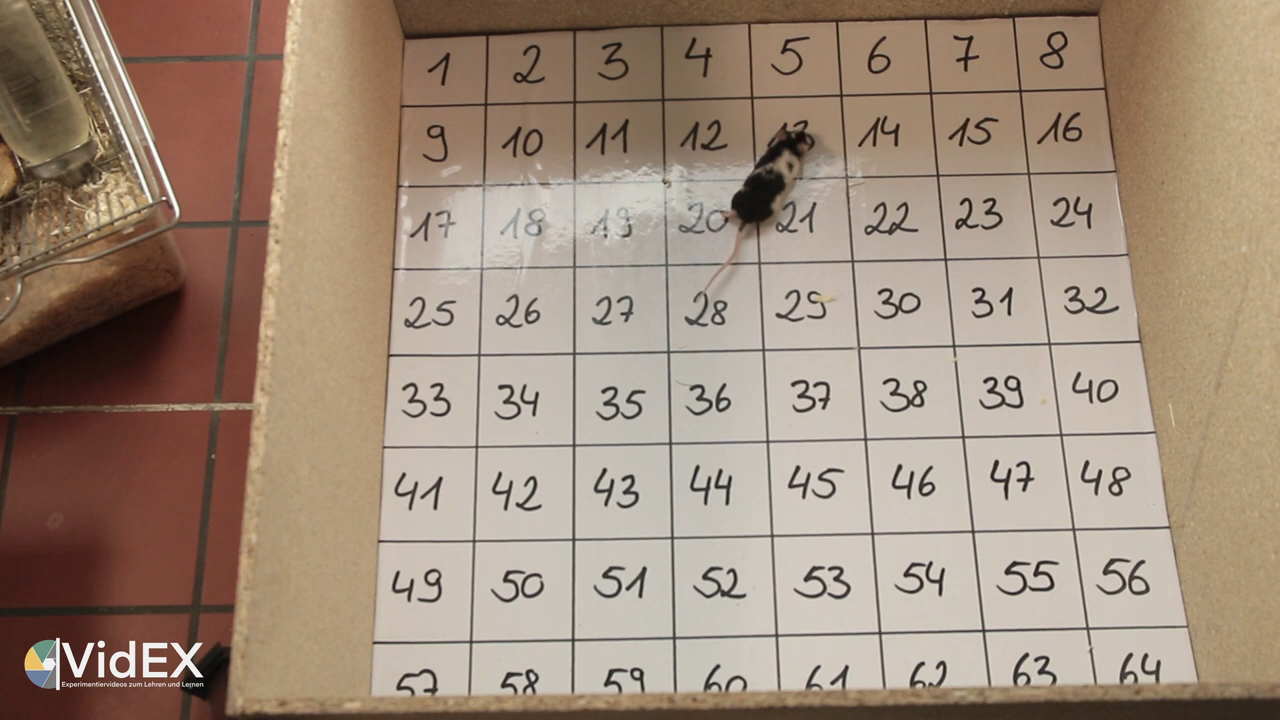 1 2 3 4 5 6 7 8
9 10 11 12 13 14 15 16
17 18 19 20 21 22 23 24
25 26 27 28 29 30 31 32
33 34 35 36 37 38 39 40
41 42 43 44 45 46 47 48
49 50 51 52 53 54 55 56
57 58 59 60 61 62 63 64
VidEX
Experimentiervideos zum Lehren und Lernen